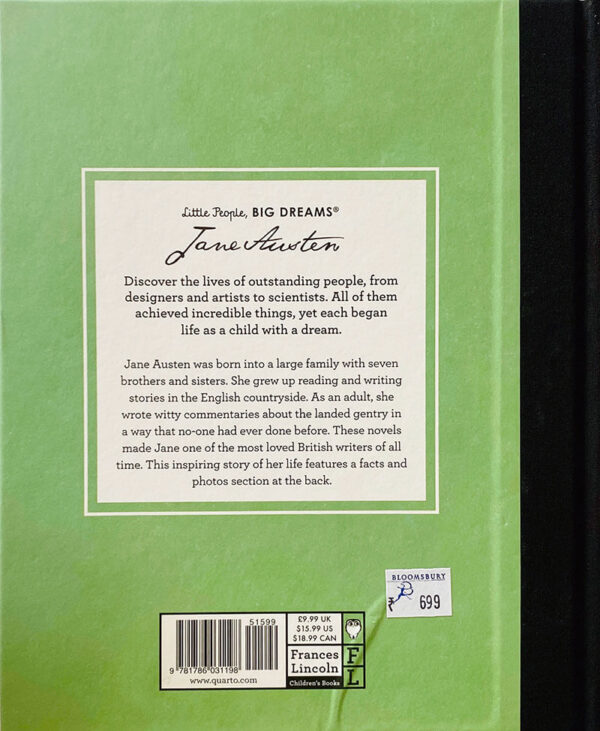 Little People, BIG DREAMS®
Jane Austen
Discover the lives of outstanding people, from
designers and artists to scientists. All of them
achieved incredible things, yet each began
life as a child with a dream.
Jane Austen was born into a large family with seven
brothers and sisters. She grew up reading and writing
stories in the English countryside. As an adult, she
wrote witty commentaries about the landed gentry in
a way that no-one had ever done before. These novels
made Jane one of the most loved British writers of all
time. This inspiring story of her life features a facts and
photos section at the back.
BLOOMSBURY
₹ 699
51599
9 781786 031198
www.quarto.com
£9.99 UK
$15.99 US
$18.99 CAN
Frances
Lincoln
Children's Books
F
L